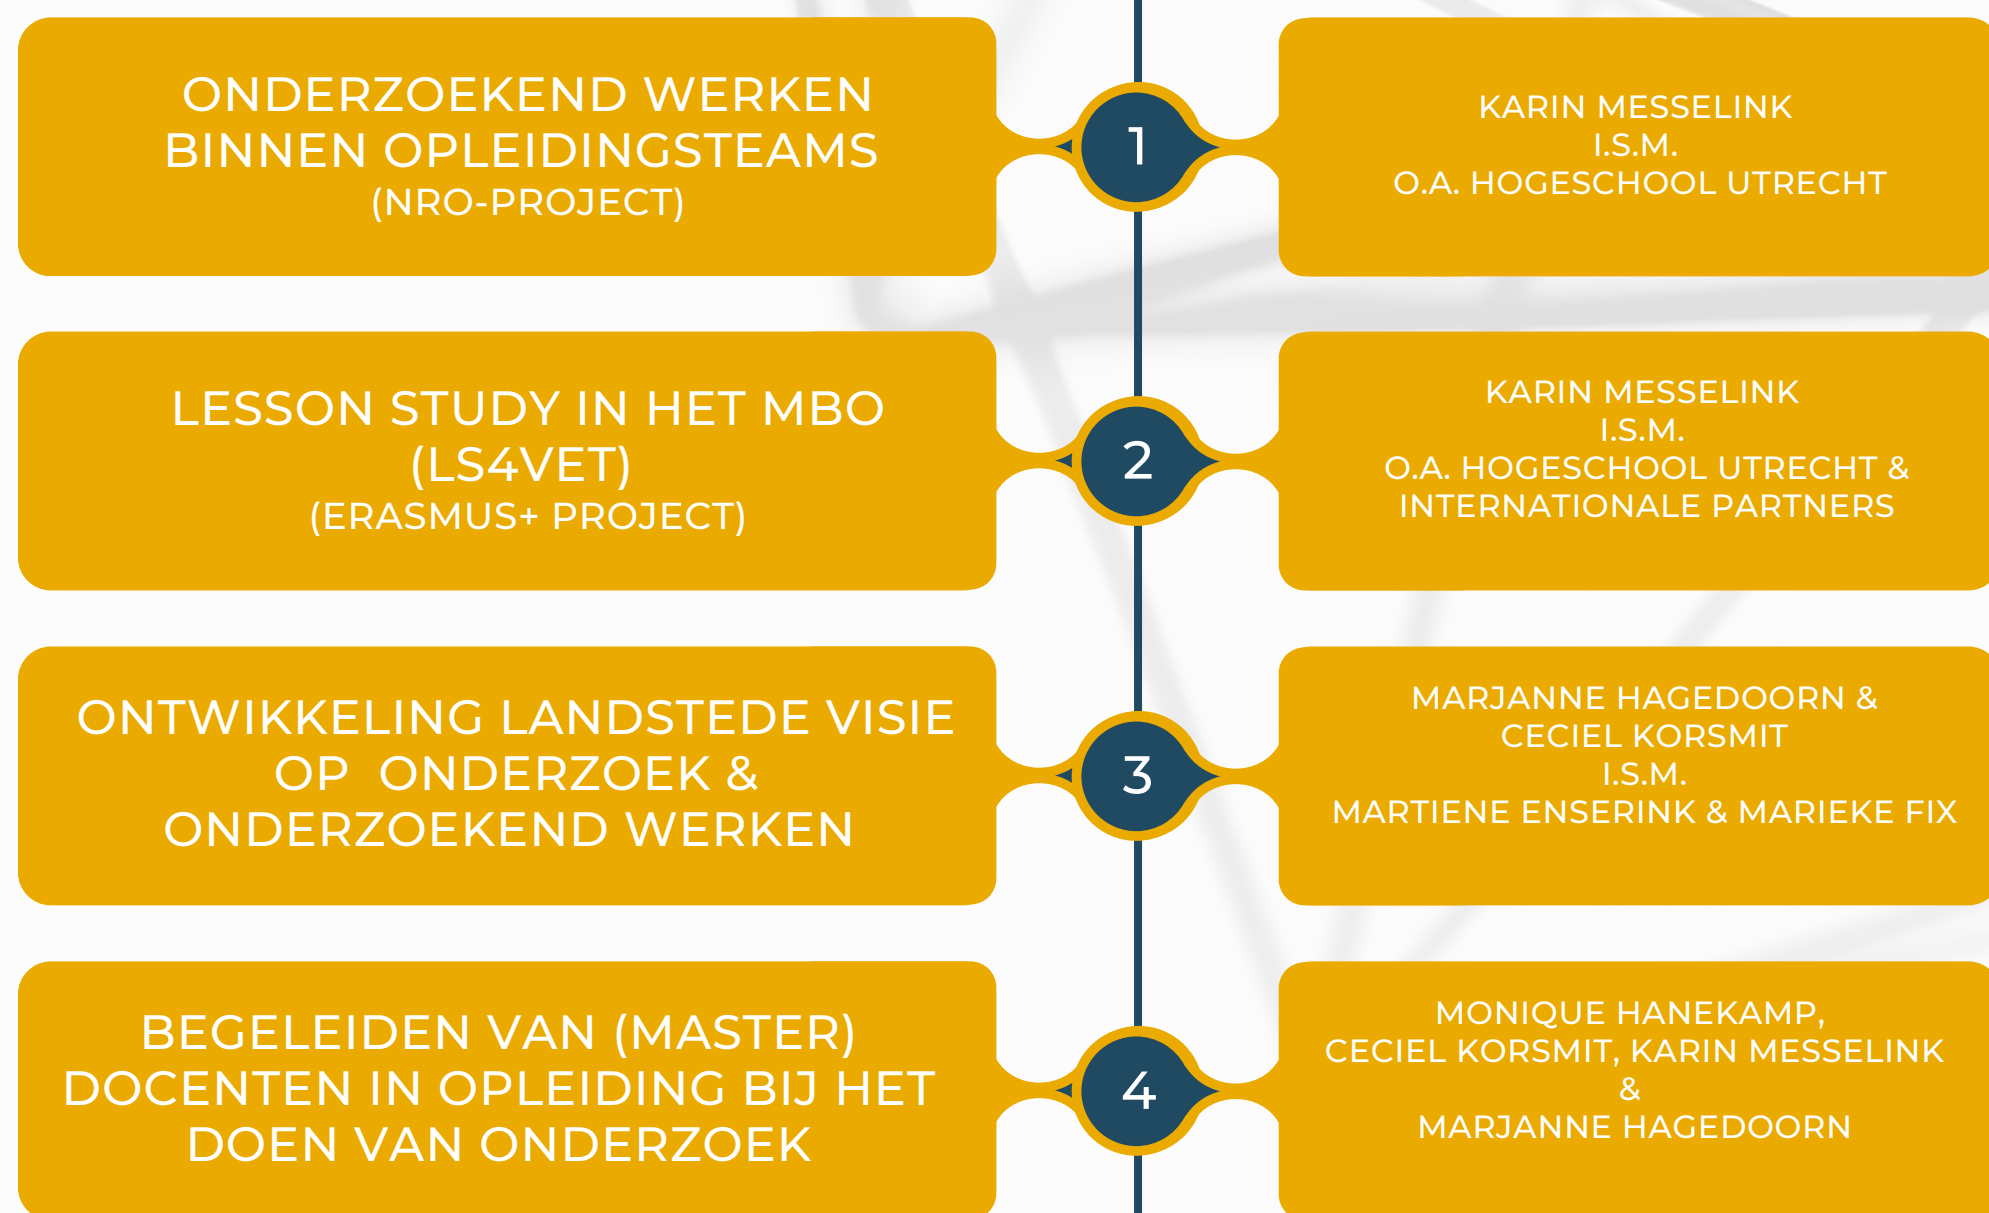 ONDERZOEKEND WERKEN
BINNEN OPLEIDINGSTEAMS
(NRO-PROJECT)
1
KARIN MESSELINK
I.S.M.
O.A. HOGESCHOOL UTRECHT
LESSON STUDY IN HET MBO
(LS4VET)
(ERASMUS+ PROJECT)
2
KARIN MESSELINK
I.S.M.
O.A. HOGESCHOOL UTRECHT &
INTERNATIONALE PARTNERS
ONTWIKKELING LANDSTEDE VISIE
OP ONDERZOEK &
ONDERZOEKEND WERKEN
3
MARJANNE HAGEDOORN &
CECIEL KORSMIT
I.S.M.
MARTIENE ENSERINK & MARIEKE FIX
BEGELEIDEN VAN (MASTER)
DOCENTEN IN OPLEIDING BIJ HET
DOEN VAN ONDERZOEK
4
MONIQUE HANEKAMP,
CECIEL KORSMIT, KARIN MESSELINK
&
MARJANNE HAGEDOORN